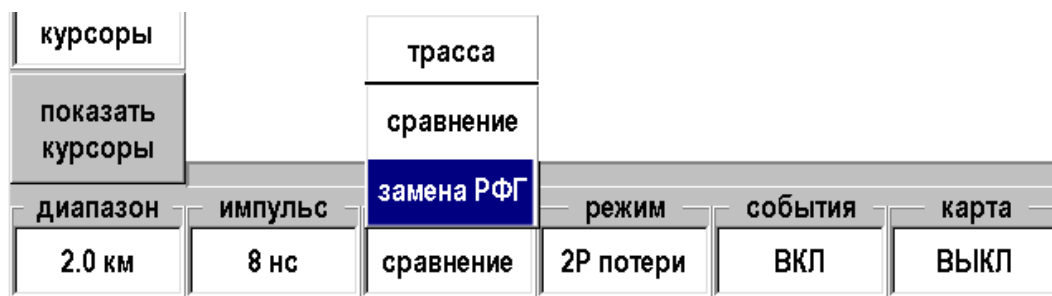 курсоры
трасса
показать
курсоры
сравнение
замена РФГ
диапазон импульс режим события карта
2.0 км 8 нс сравнение 2Р потери ВКЛ ВЫКЛ